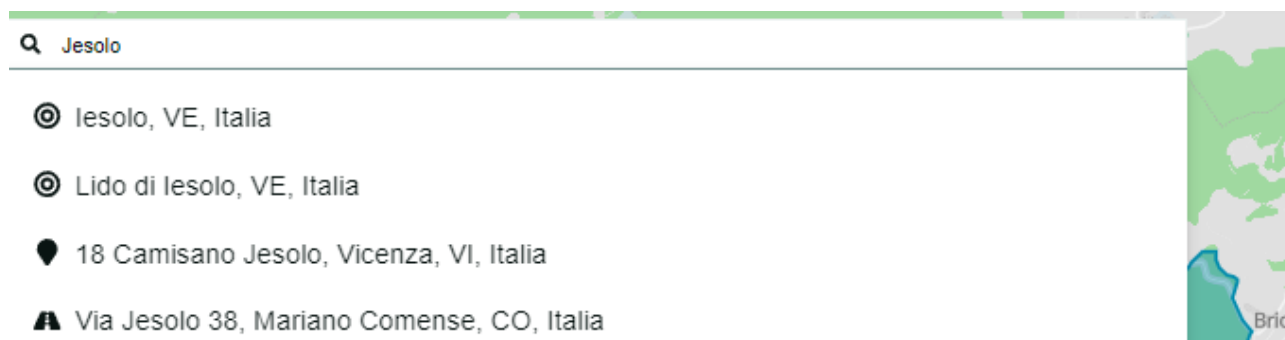 Jesolo
Iesolo, VE, Italia
Lido di Iesolo, VE, Italia
18 Camisano Jesolo, Vicenza, VI, Italia
Via Jesolo 38, Mariano Comense, CO, Italia